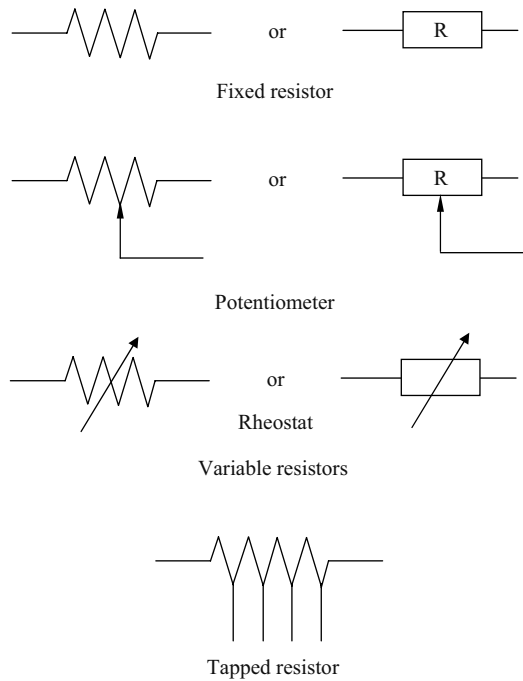 or R
Fixed resistor
or R
Potentiometer
or
Rheostat
Variable resistors
Tapped resistor